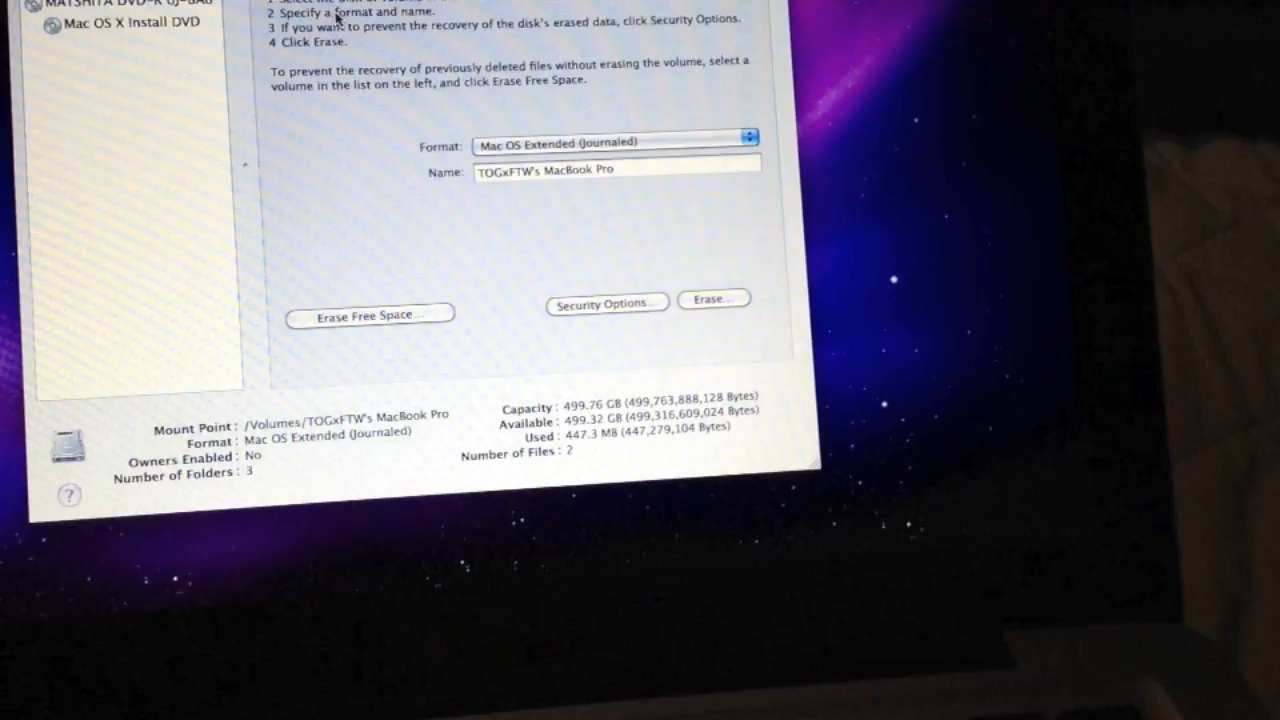 MATSHITA DVD-R UJ-8A8
Mac OS X Install DVD
2 Specify a format and name.
3 If you want to prevent the recovery of the disk's erased data, click Security Options.
4 Click Erase.
To prevent the recovery of previously deleted files without erasing the volume, select a
volume in the list on the left, and click Erase Free Space.
Format: Mac OS Extended (Journaled)
Name: TOGxFTW's MacBook Pro
Erase Free Space...
Security Options...
Erase...
Mount Point : /Volumes/TOGxFTW's MacBook Pro
Format : Mac OS Extended (Journaled)
Owners Enabled : No
Number of Folders : 3
Capacity : 499.76 GB (499,763,888,128 Bytes)
Available : 499.32 GB (499,316,609,024 Bytes)
Used : 447.3 MB (447,279,104 Bytes)
Number of Files : 2
?